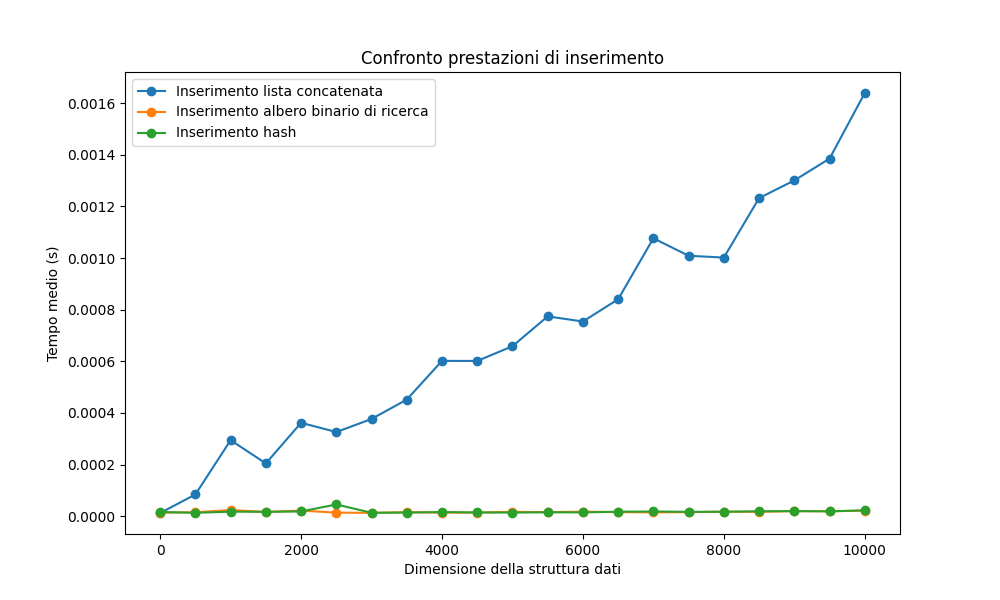 Confronto prestazioni di inserimento
Inserimento lista concatenata
Inserimento albero binario di ricerca
Inserimento hash
Tempo medio (s)
0.0016
0.0014
0.0012
0.0010
0.0008
0.0006
0.0004
0.0002
0.0000
0 2000 4000 6000 8000 10000
Dimensione della struttura dati